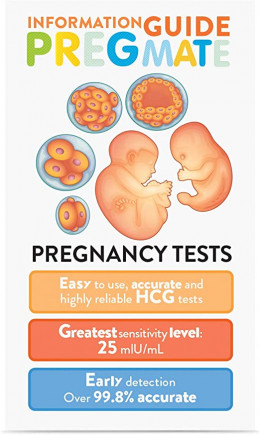 INFORMATION GUIDE
PREGMATE
PREGNANCY TESTS
Easy to use, accurate and
highly reliable HCG tests
Greatest sensitivity level:
25 mIU/mL
Early detection
Over 99.8% accurate